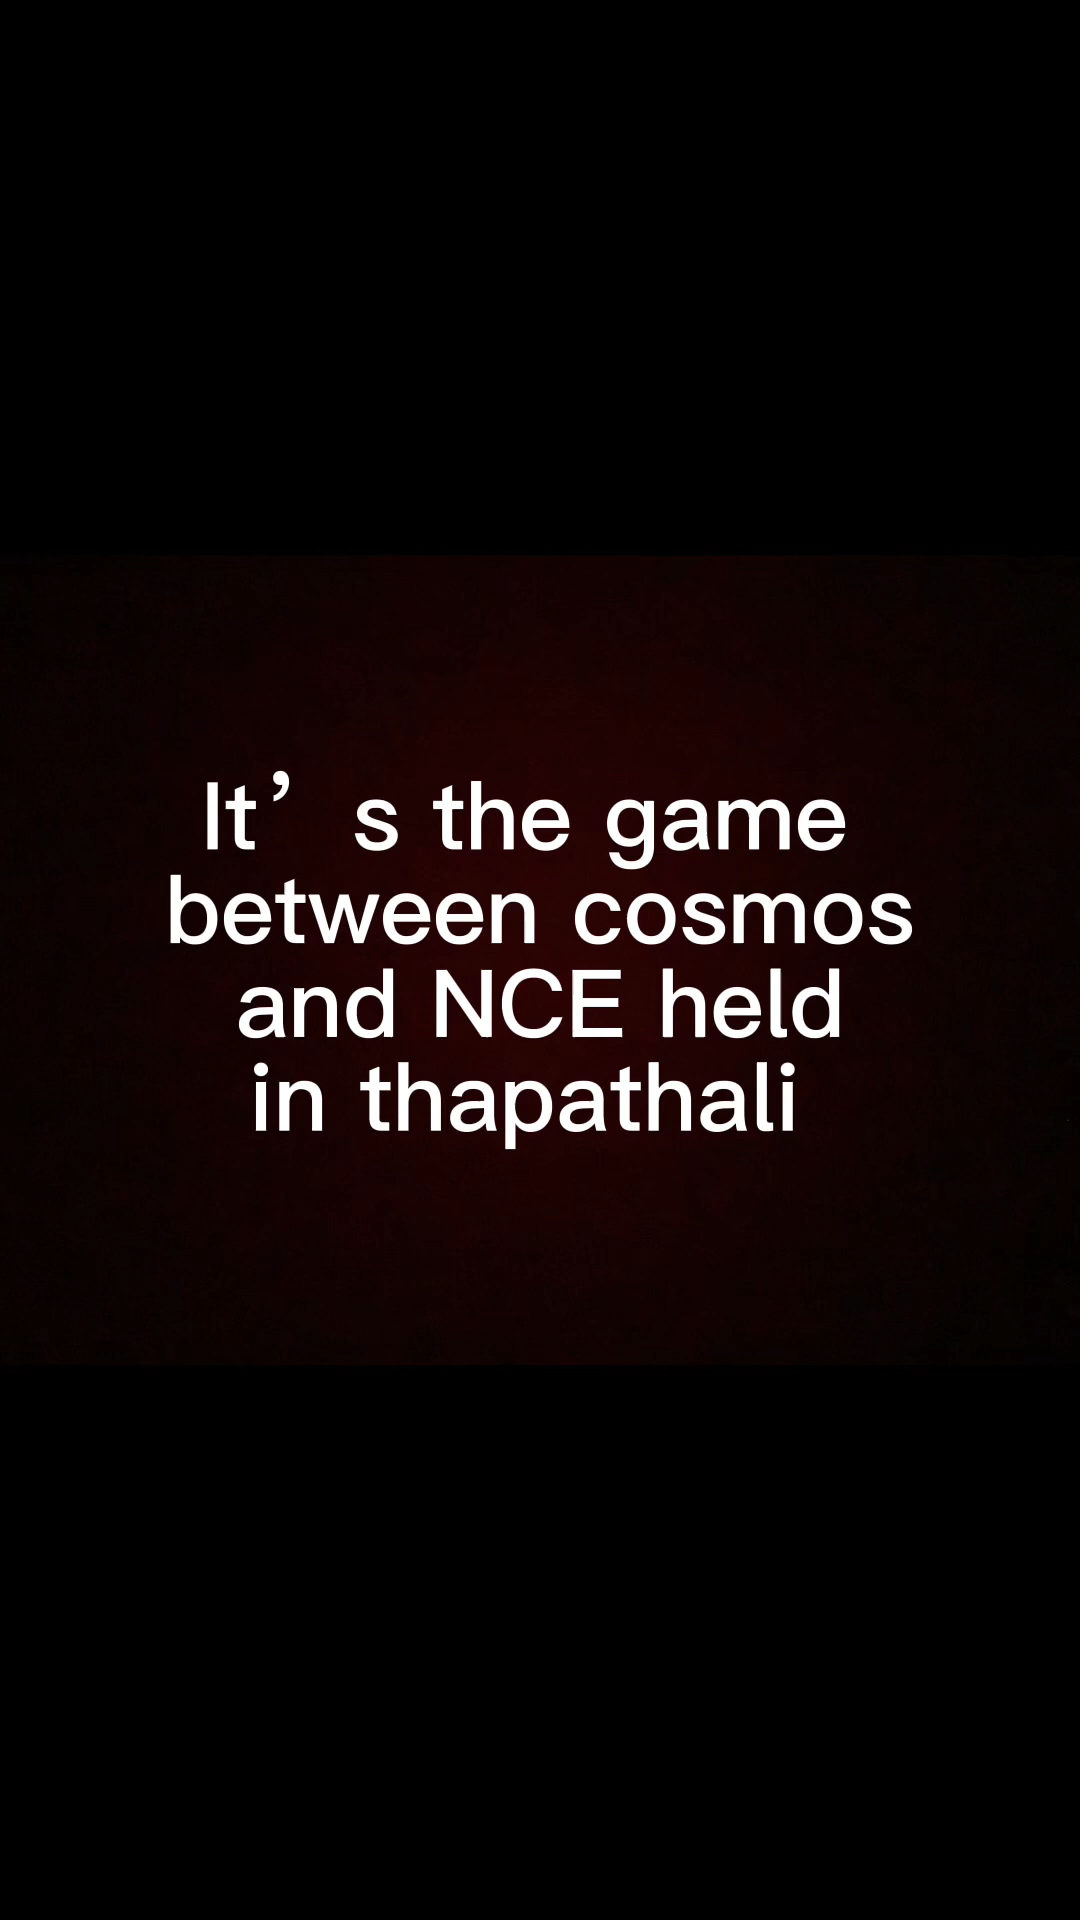 It’s the game
between cosmos
and NCE held
in thapathali